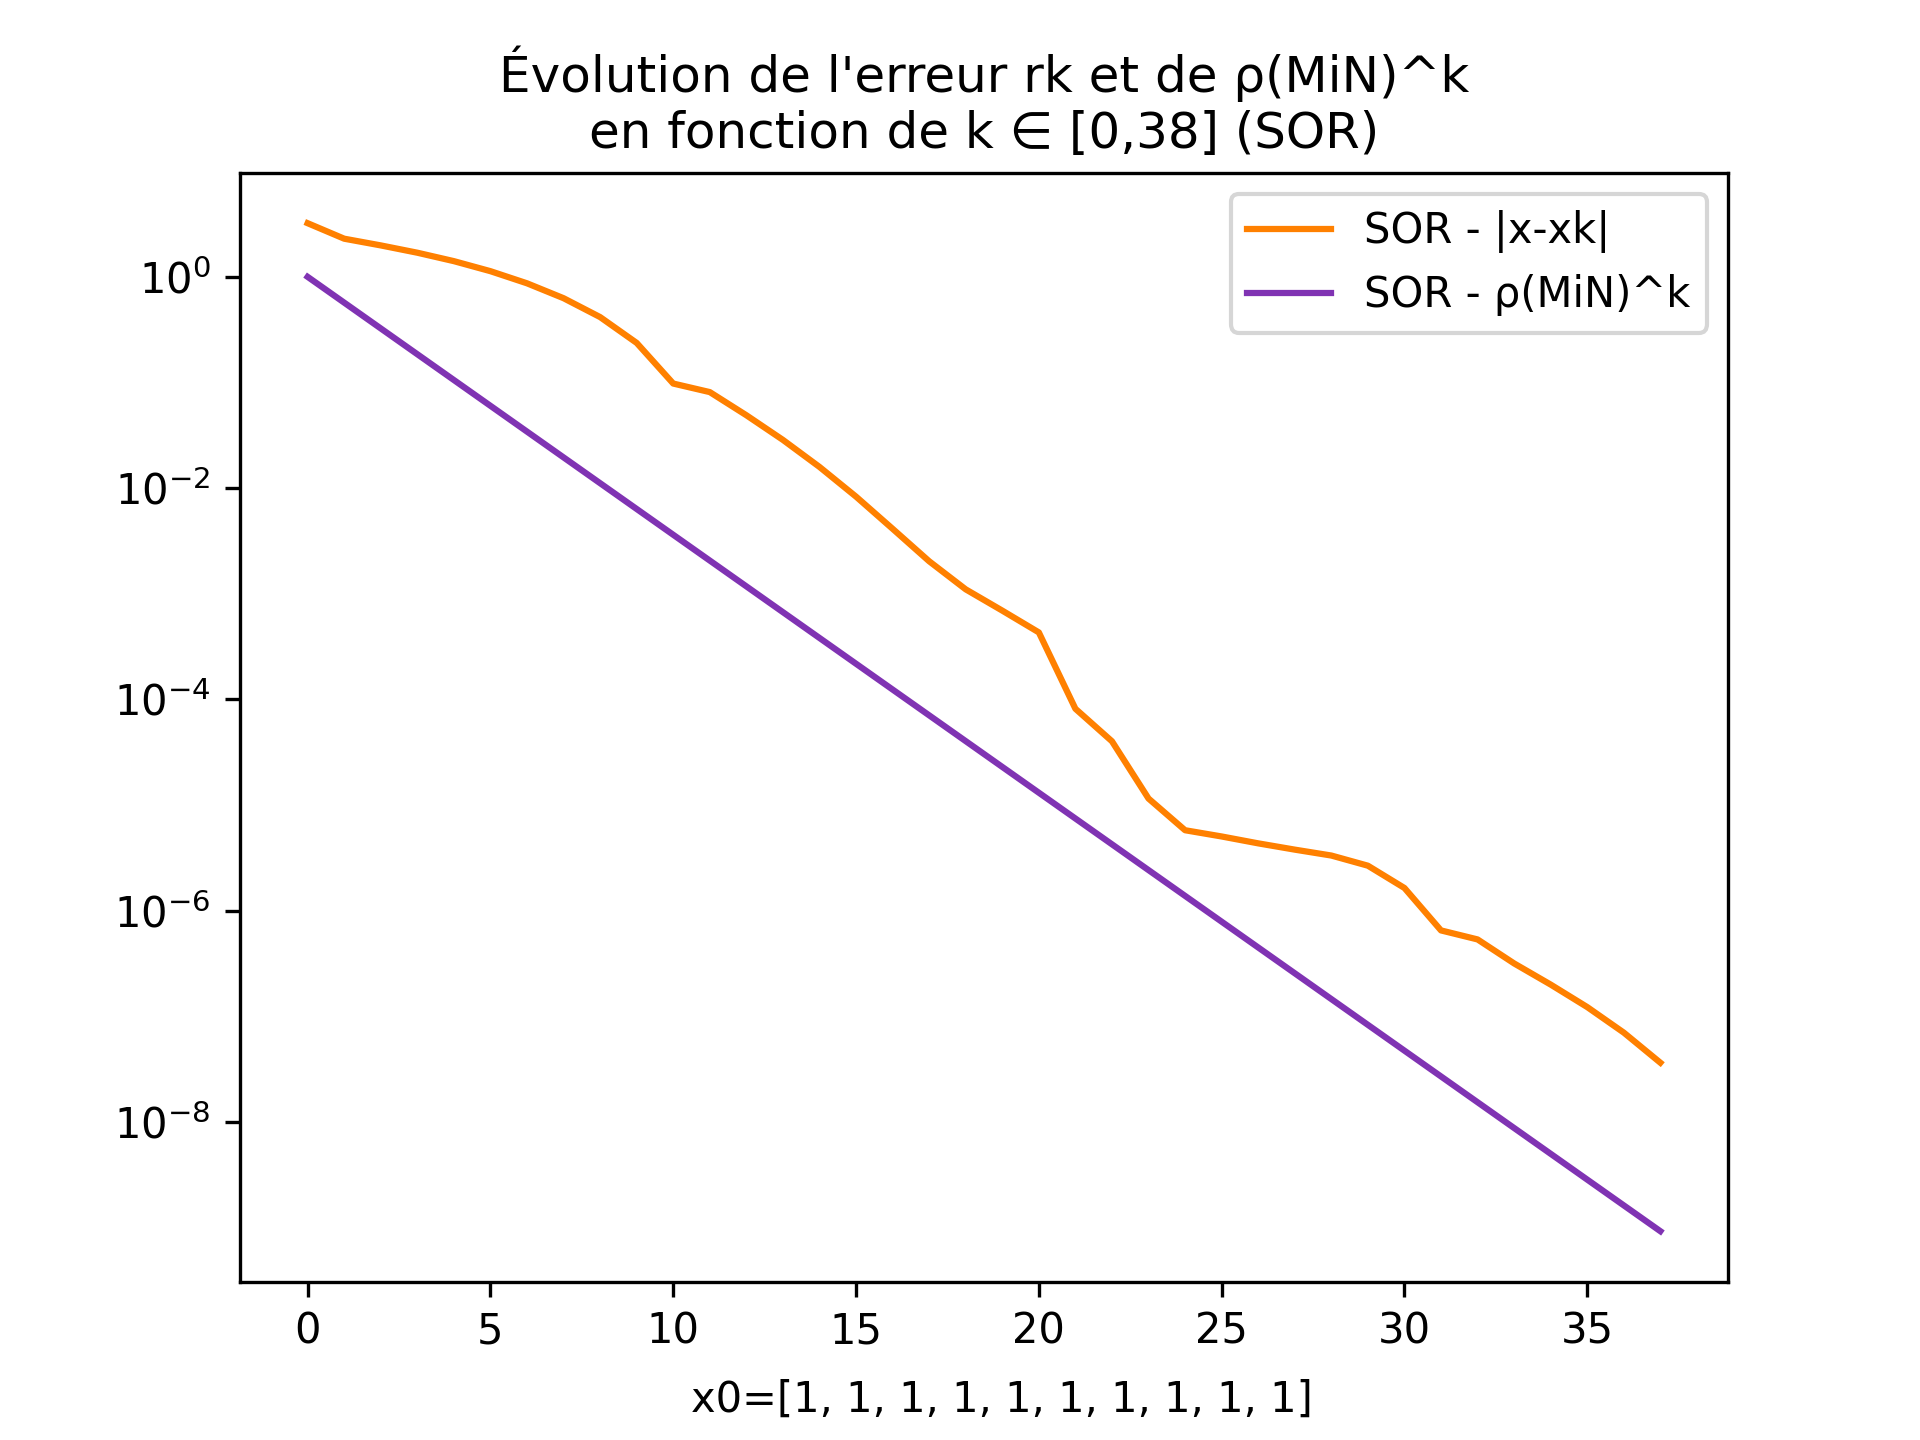 Évolution de l'erreur rk et de ρ(MiN)^k
en fonction de k ∈ [0,38] (SOR)
SOR - |x-xk|
SOR - ρ(MiN)^k
10⁰
10⁻²
10⁻⁴
10⁻⁶
10⁻⁸
0 5 10 15 20 25 30 35
x0=[1, 1, 1, 1, 1, 1, 1, 1, 1, 1]